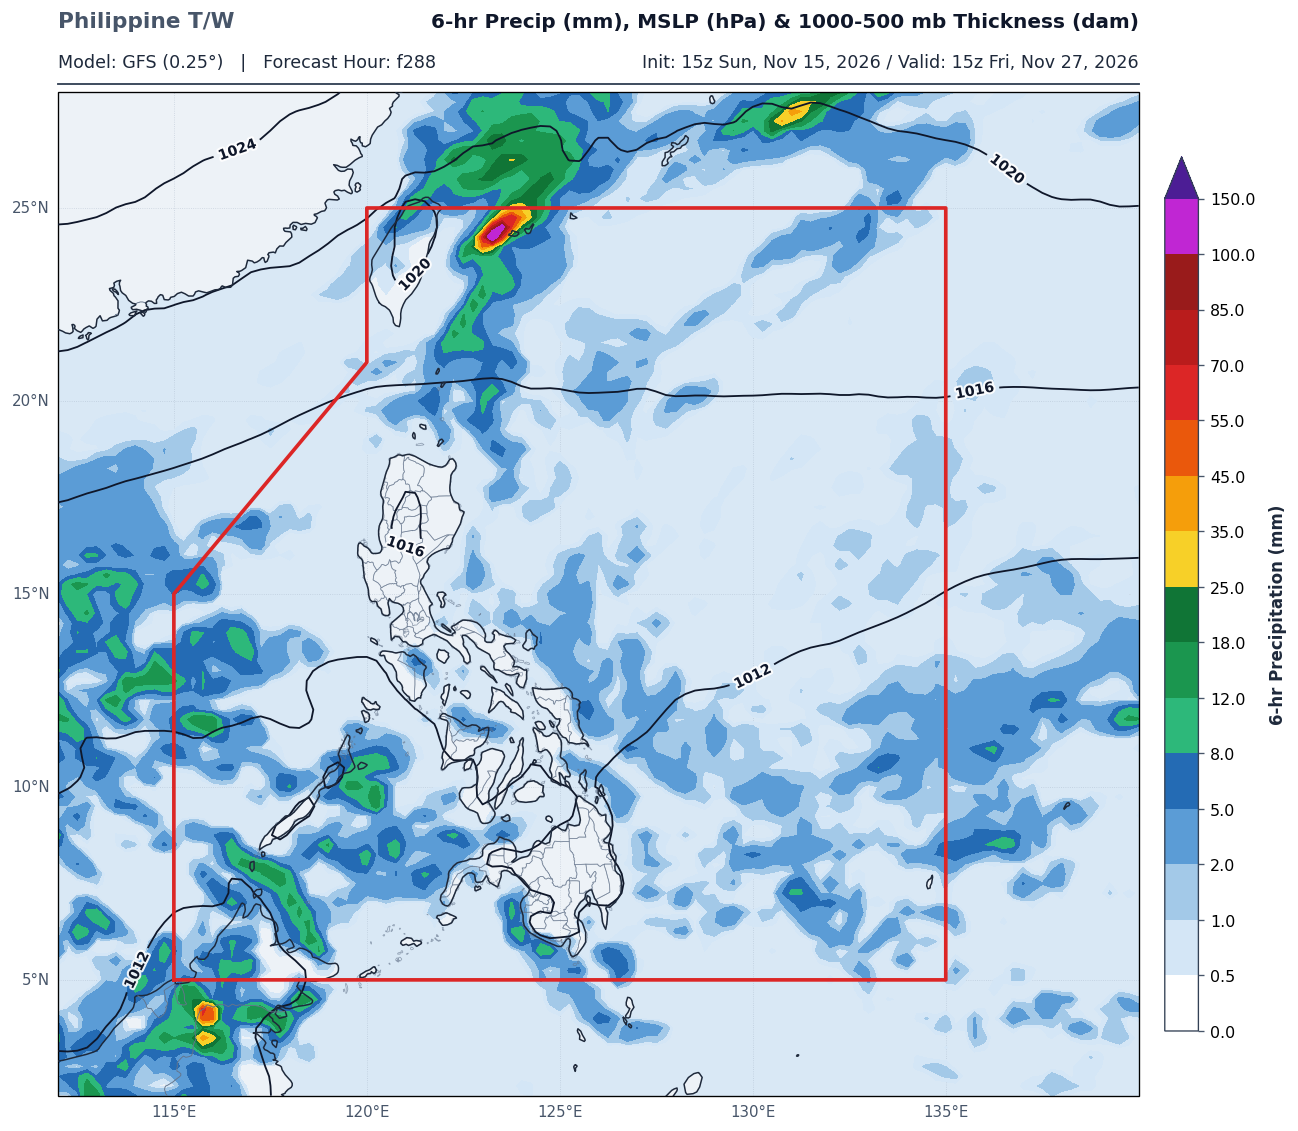 Philippine T/W
6-hr Precip (mm), MSLP (hPa) & 1000-500 mb Thickness (dam)
Model: GFS (0.25°) | Forecast Hour: f288
Init: 15z Sun, Nov 15, 2026 / Valid: 15z Fri, Nov 27, 2026
1024
1020
1020
1016
1016
1012
1012
25°N
20°N
15°N
10°N
5°N
115°E
120°E
125°E
130°E
135°E
150.0
100.0
85.0
70.0
55.0
45.0
35.0
25.0
18.0
12.0
8.0
5.0
2.0
1.0
0.5
0.0
6-hr Precipitation (mm)